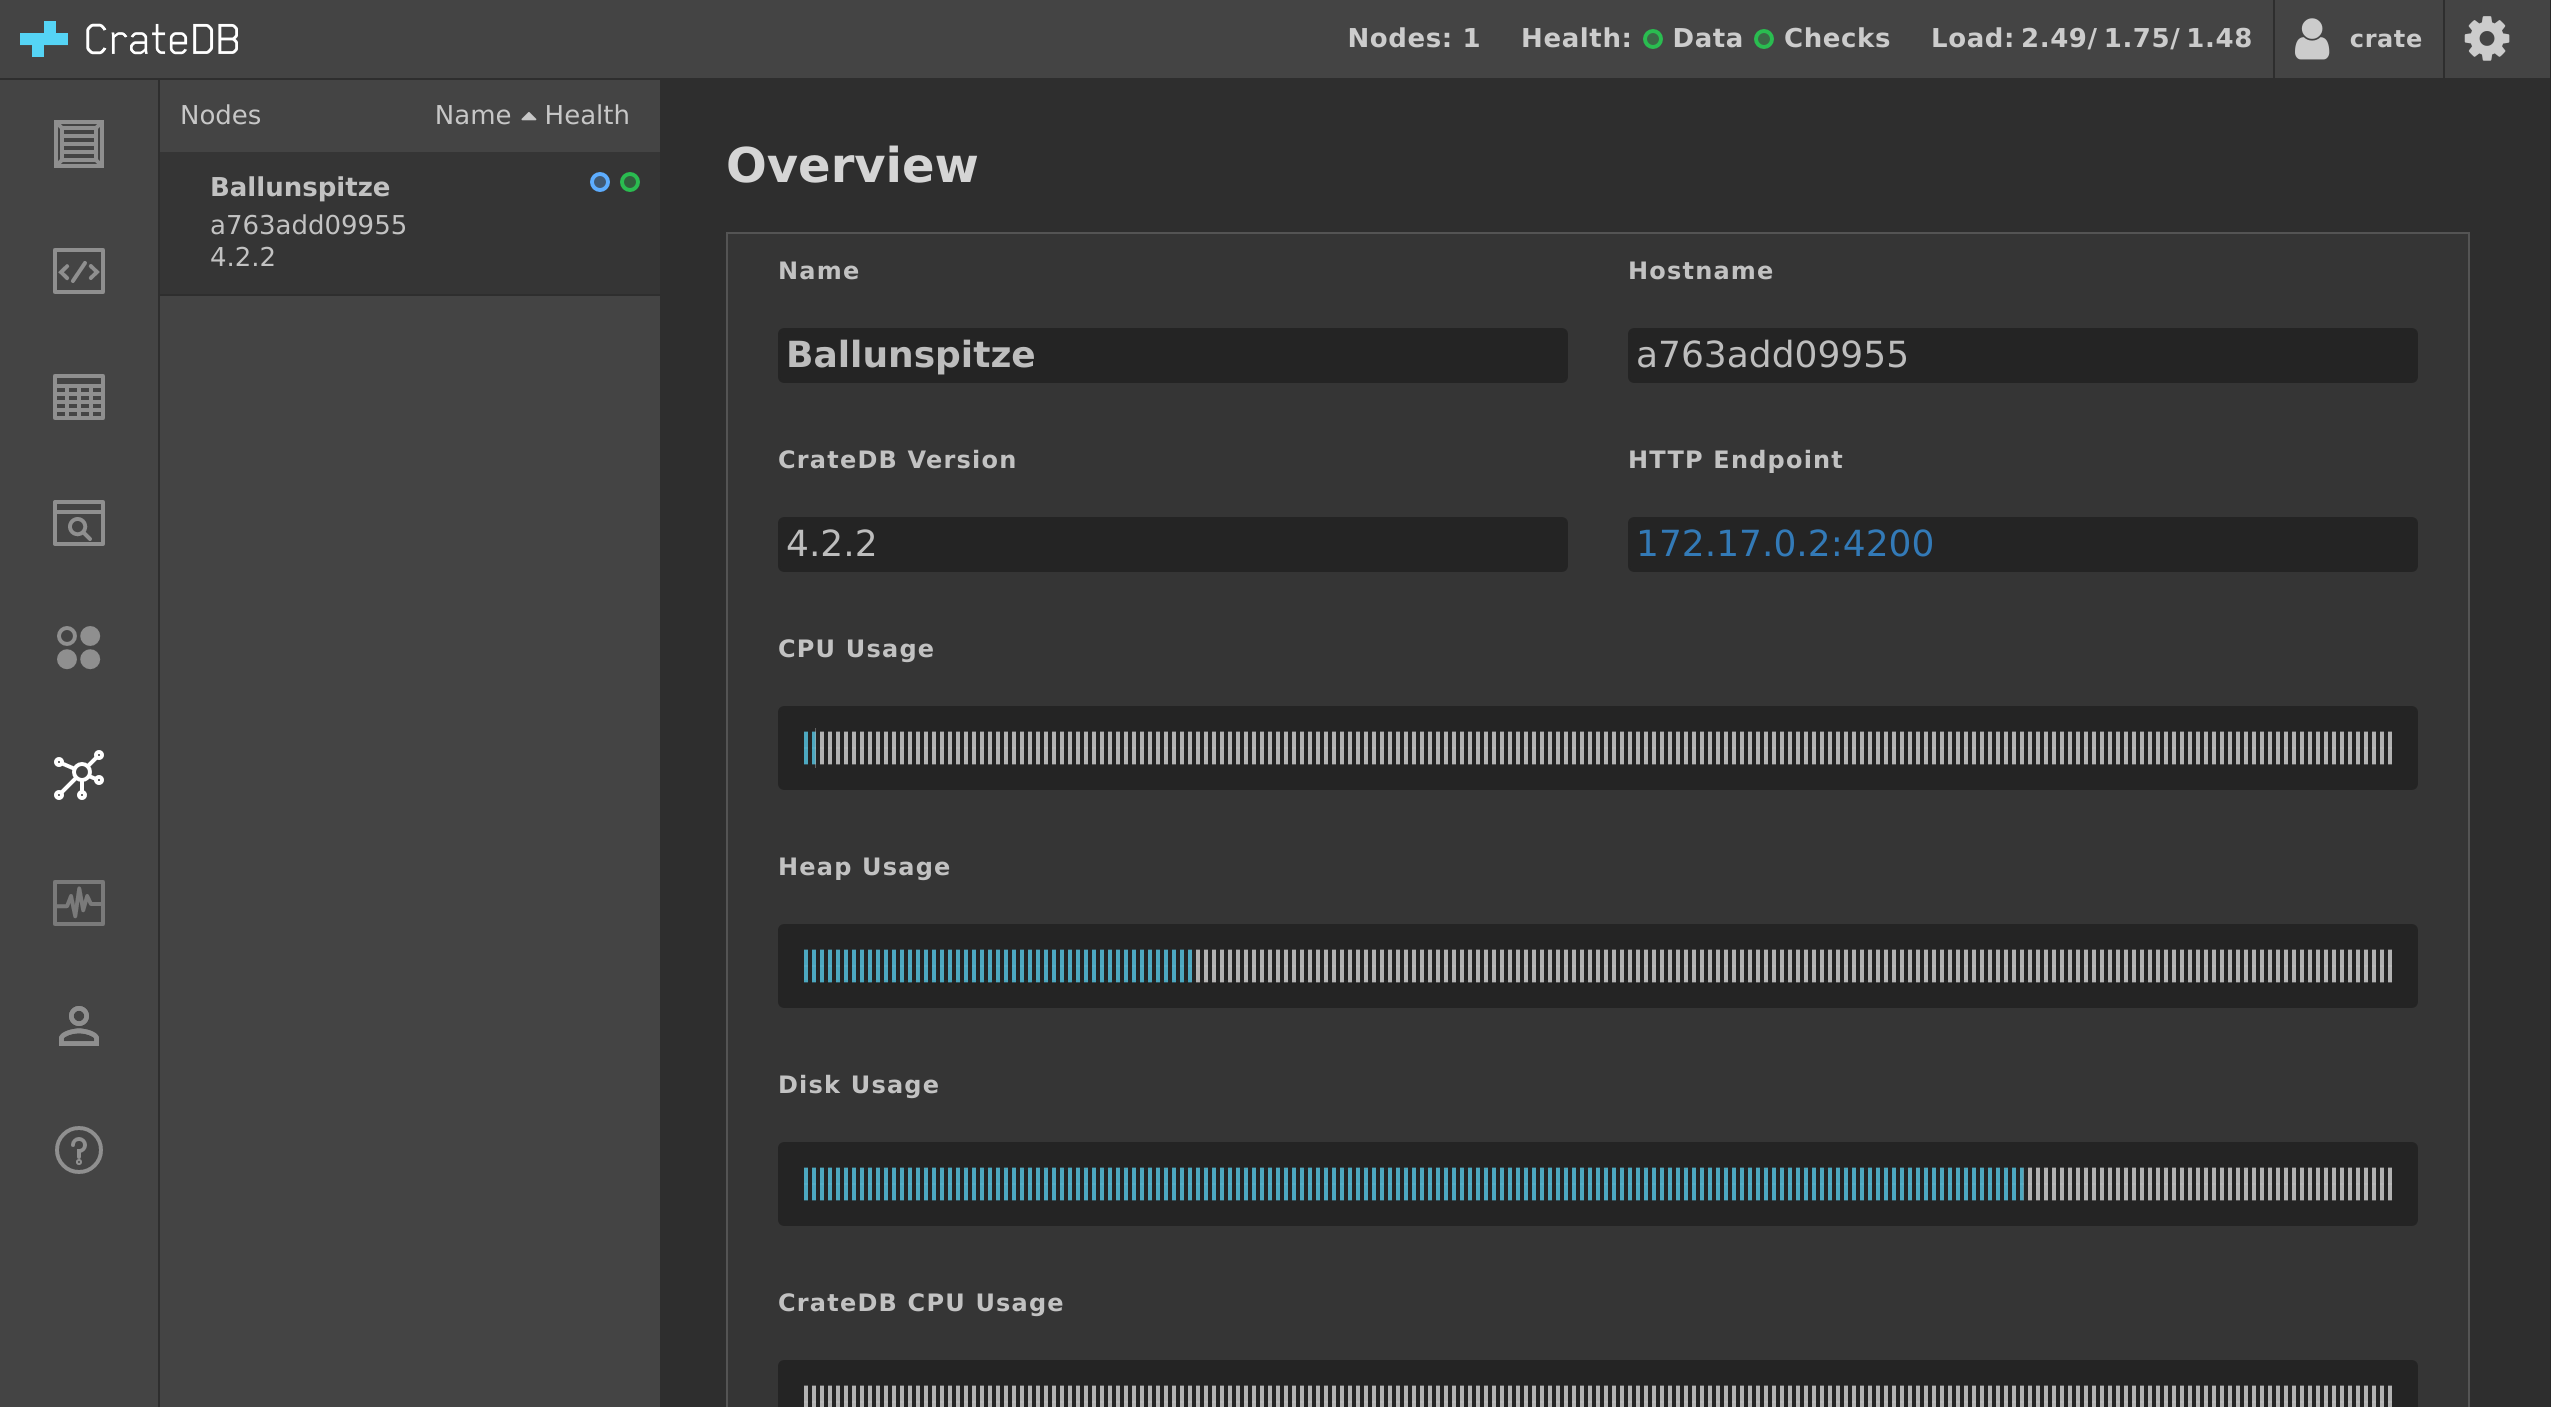 CrateDB
Nodes: 1 Health: Data Checks Load: 2.49/ 1.75/ 1.48 crate
Nodes Name Health
Ballunspitze
a763add09955
4.2.2
Overview
Name Hostname
Ballunspitze a763add09955
CrateDB Version HTTP Endpoint
4.2.2 172.17.0.2:4200
CPU Usage
Heap Usage
Disk Usage
CrateDB CPU Usage